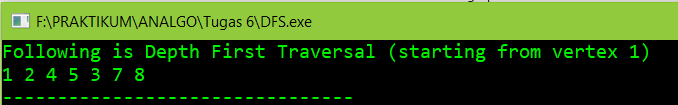 F:\PRAKTIKUM\ANALGO\Tugas 6\DFS.exe
Following is Depth First Traversal (starting from vertex 1)
1 2 4 5 3 7 8
--------------------------------